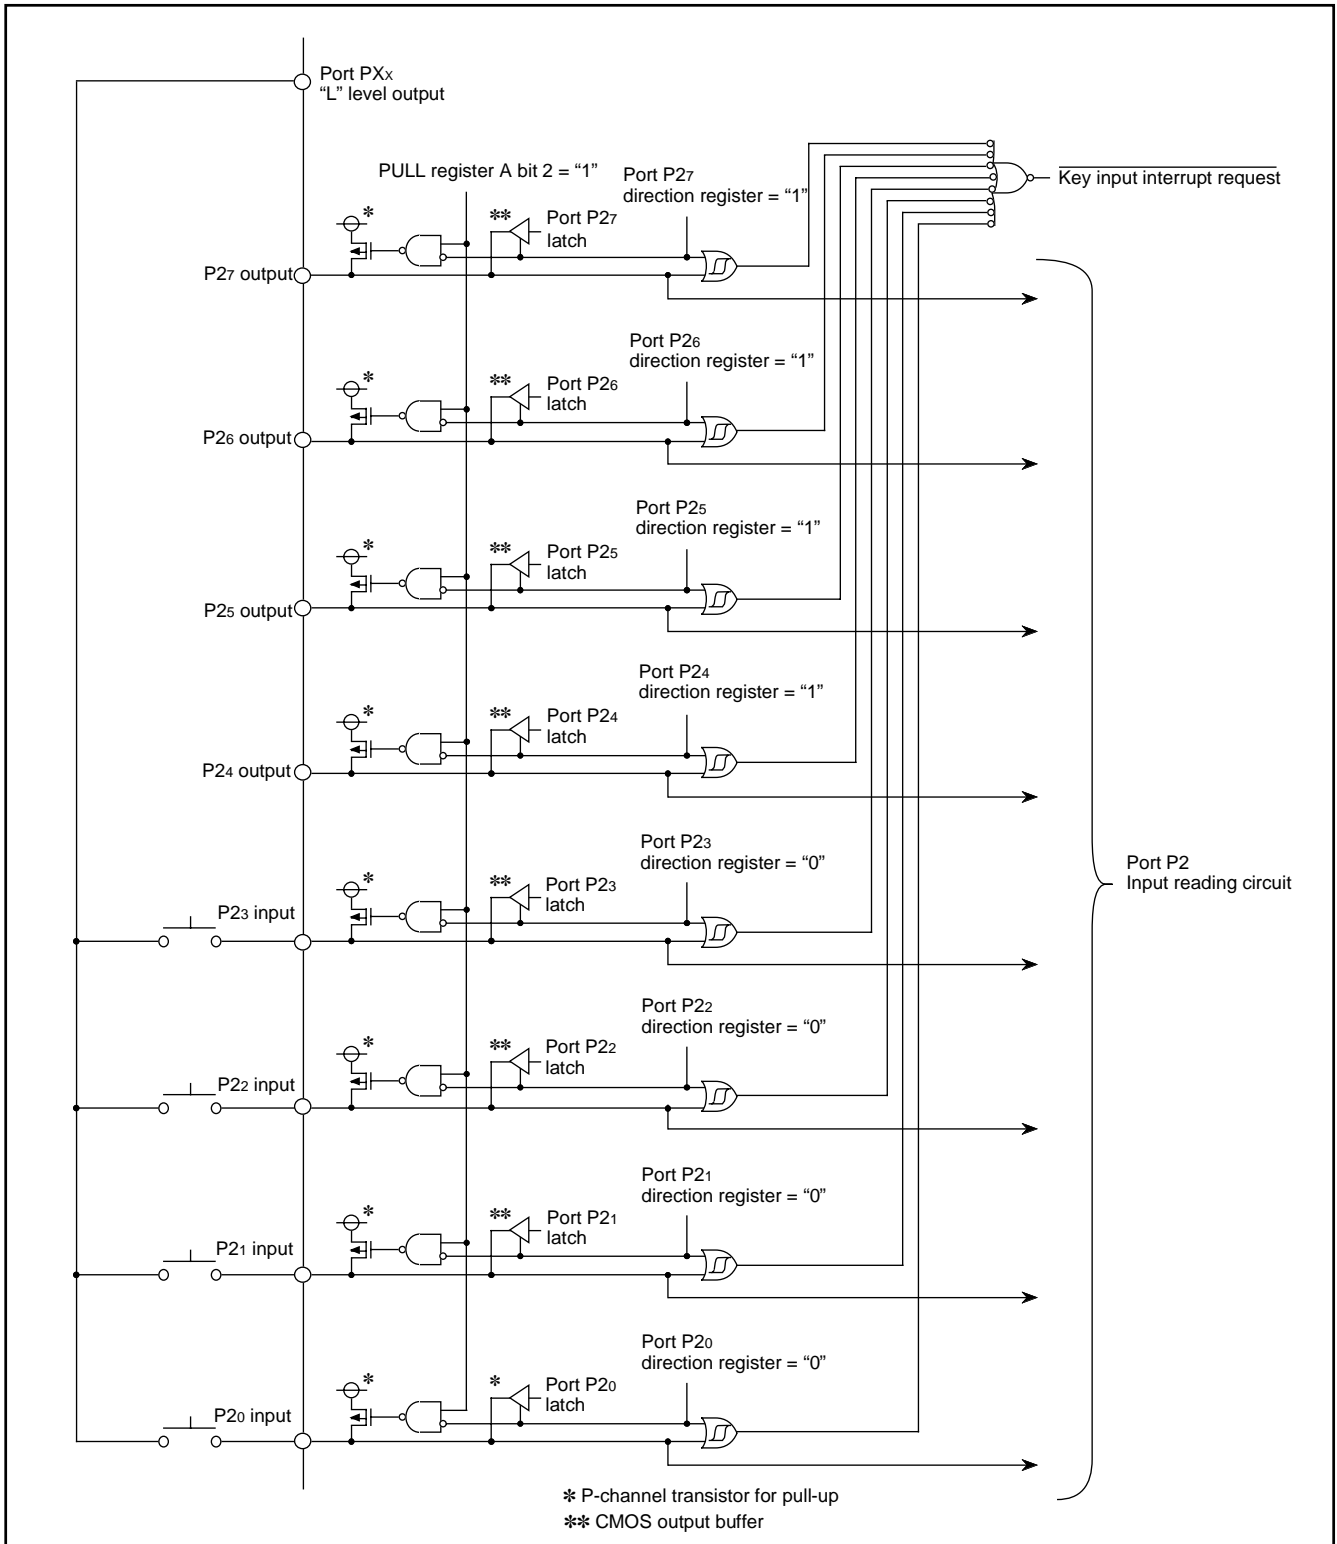 Port PXx
“L” level output
PULL register A bit 2 = “1”
Port P27
direction register = “1”
Key input interrupt request
*
**
Port P27
latch
P27 output
Port P26
direction register = “1”
*
**
Port P26
latch
P26 output
Port P25
direction register = “1”
*
**
Port P25
latch
P25 output
Port P24
direction register = “1”
*
**
Port P24
latch
P24 output
Port P23
direction register = “0”
*
**
Port P23
latch
P23 input
Port P2
Input reading circuit
Port P22
direction register = “0”
*
**
Port P22
latch
P22 input
Port P21
direction register = “0”
*
**
Port P21
latch
P21 input
Port P20
direction register = “0”
*
*
Port P20
latch
P20 input
* P-channel transistor for pull-up
** CMOS output buffer